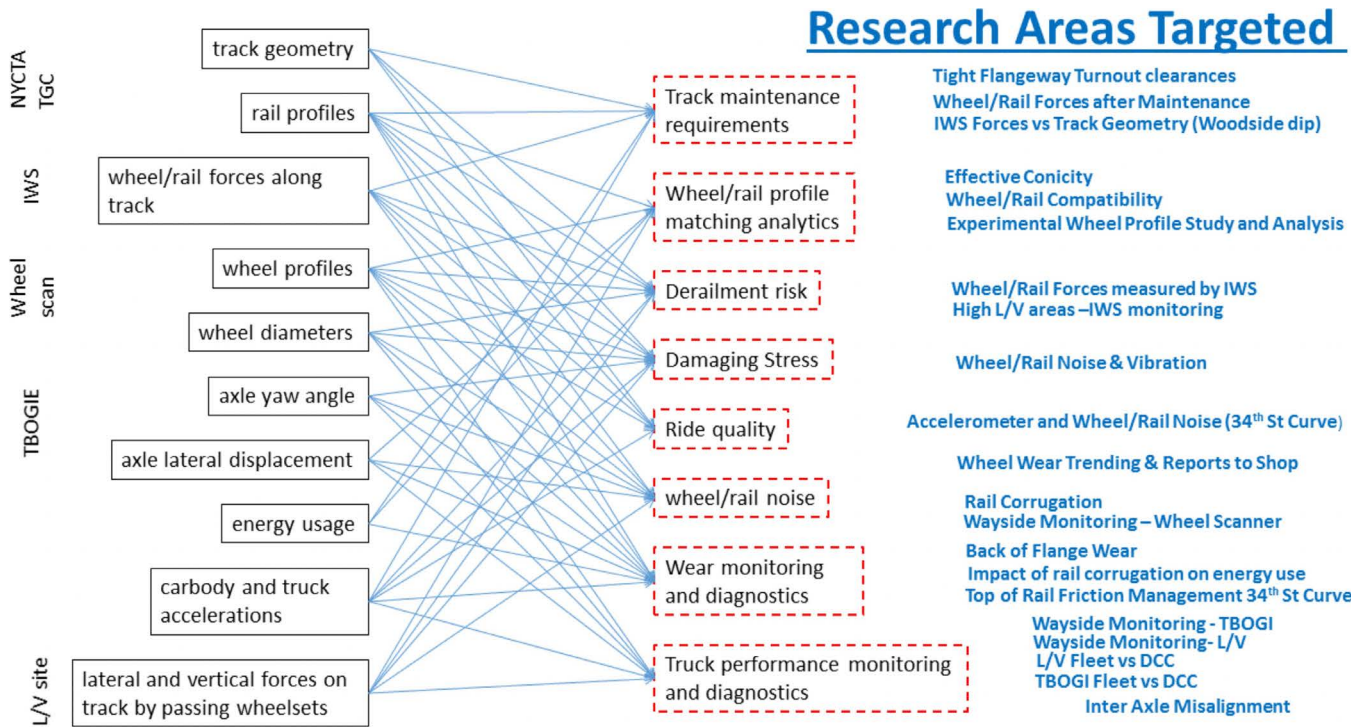 Research Areas Targeted
NYCTA
TGC
IWS
Wheel
scan
TBOGIE
L/V site
track geometry
rail profiles
wheel/rail forces along
track
wheel profiles
wheel diameters
axle yaw angle
axle lateral displacement
energy usage
carbody and truck
accelerations
lateral and vertical forces on
track by passing wheelsets
Track maintenance
requirements
Wheel/rail profile
matching analytics
Derailment risk
Damaging Stress
Ride quality
wheel/rail noise
Wear monitoring
and diagnostics
Truck performance monitoring
and diagnostics
Tight Flangeway Turnout clearances
Wheel/Rail Forces after Maintenance
IWS Forces vs Track Geometry (Woodside dip)
Effective Conicity
Wheel/Rail Compatibility
Experimental Wheel Profile Study and Analysis
Wheel/Rail Forces measured by IWS
High L/V areas –IWS monitoring
Wheel/Rail Noise & Vibration
Accelerometer and Wheel/Rail Noise (34th St Curve)
Wheel Wear Trending & Reports to Shop
Rail Corrugation
Wayside Monitoring – Wheel Scanner
Back of Flange Wear
Impact of rail corrugation on energy use
Top of Rail Friction Management 34th St Curve
Wayside Monitoring - TBOGI
Wayside Monitoring- L/V
L/V Fleet vs DCC
TBOGI Fleet vs DCC
Inter Axle Misalignment